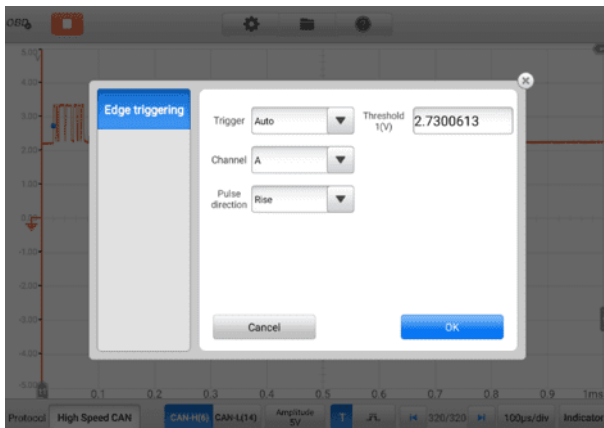 OBD
5.00
V
4.00
3.00
2.00
1.00
0.00
-1.00
-2.00
-3.00
-4.00
-5.00
Edge triggering
Trigger
Auto
Threshold
1(V)
2.7300613
Channel
A
Pulse
direction
Rise
Cancel
OK
0.1 0.2 0.3 0.4 0.5 0.6 0.7 0.8 0.9 1ms
Protocol High Speed CAN CAN-H(6) CAN-L(14) Amplitude
5V
T 320/320 100μs/div Indicator